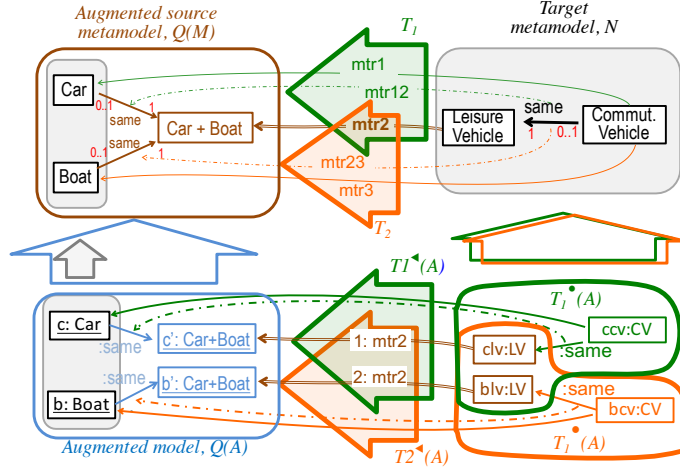 Augmented source
metamodel, Q(M)
T1
Target
metamodel, N
Car
0..1
same
1
same
0..1
1
Boat
Car + Boat
mtr1
mtr12
mtr2
mtr23
mtr3
T2
Leisure
Vehicle
same
1
0..1
Commut.
Vehicle
T1◄(A)
T1•(A)
c: Car
:same
c': Car+Boat
:same
b': Car+Boat
b: Boat
1: mtr2
2: mtr2
clv:LV
blv:LV
ccv:CV
:same
:same
bcv:CV
T1•(A)
Augmented model, Q(A)
T2◄(A)